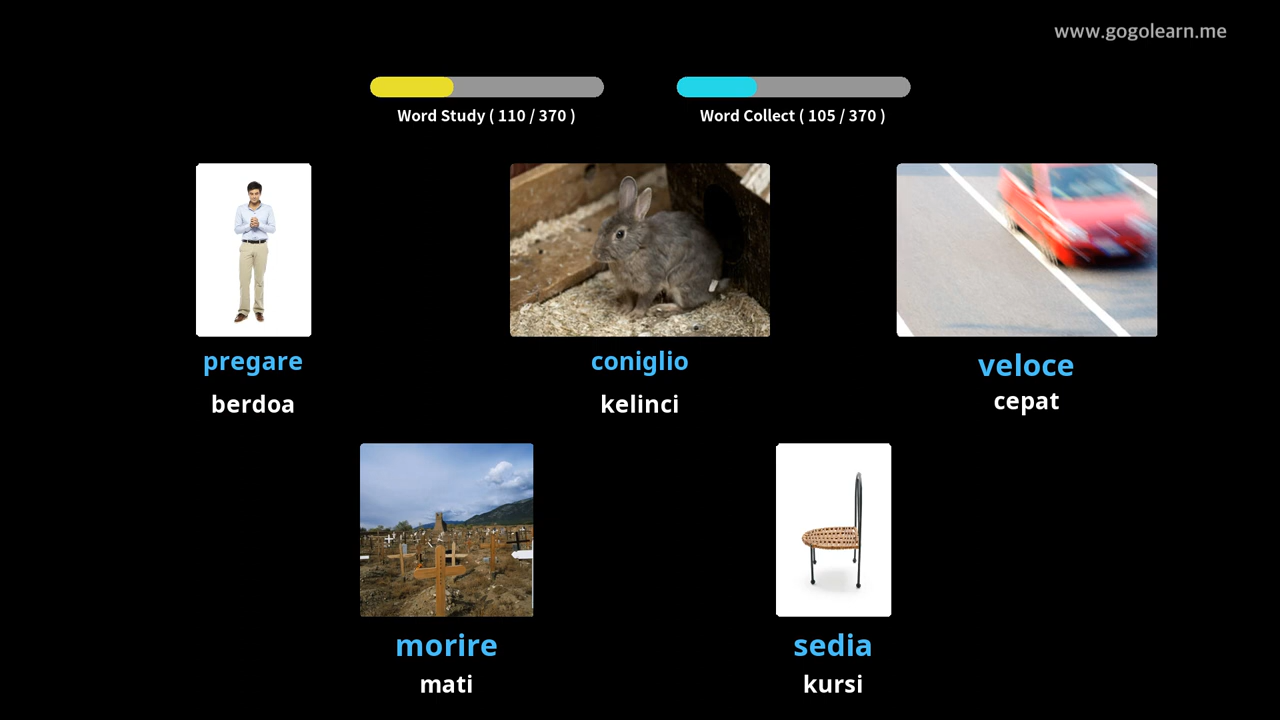 www.gogolearn.me
Word Study ( 110 / 370 )
Word Collect ( 105 / 370 )
pregare
berdoa
coniglio
kelinci
veloce
cepat
morire
mati
sedia
kursi